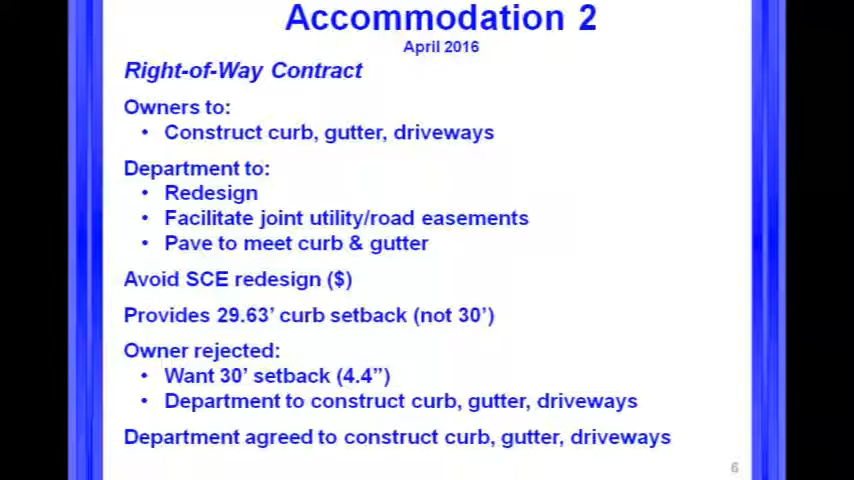 Accommodation 2
April 2016
Right-of-Way Contract
Owners to:
• Construct curb, gutter, driveways
Department to:
• Redesign
• Facilitate joint utility/road easements
• Pave to meet curb & gutter
Avoid SCE redesign ($)
Provides 29.63’ curb setback (not 30’)
Owner rejected:
• Want 30’ setback (4.4”)
• Department to construct curb, gutter, driveways
Department agreed to construct curb, gutter, driveways
6